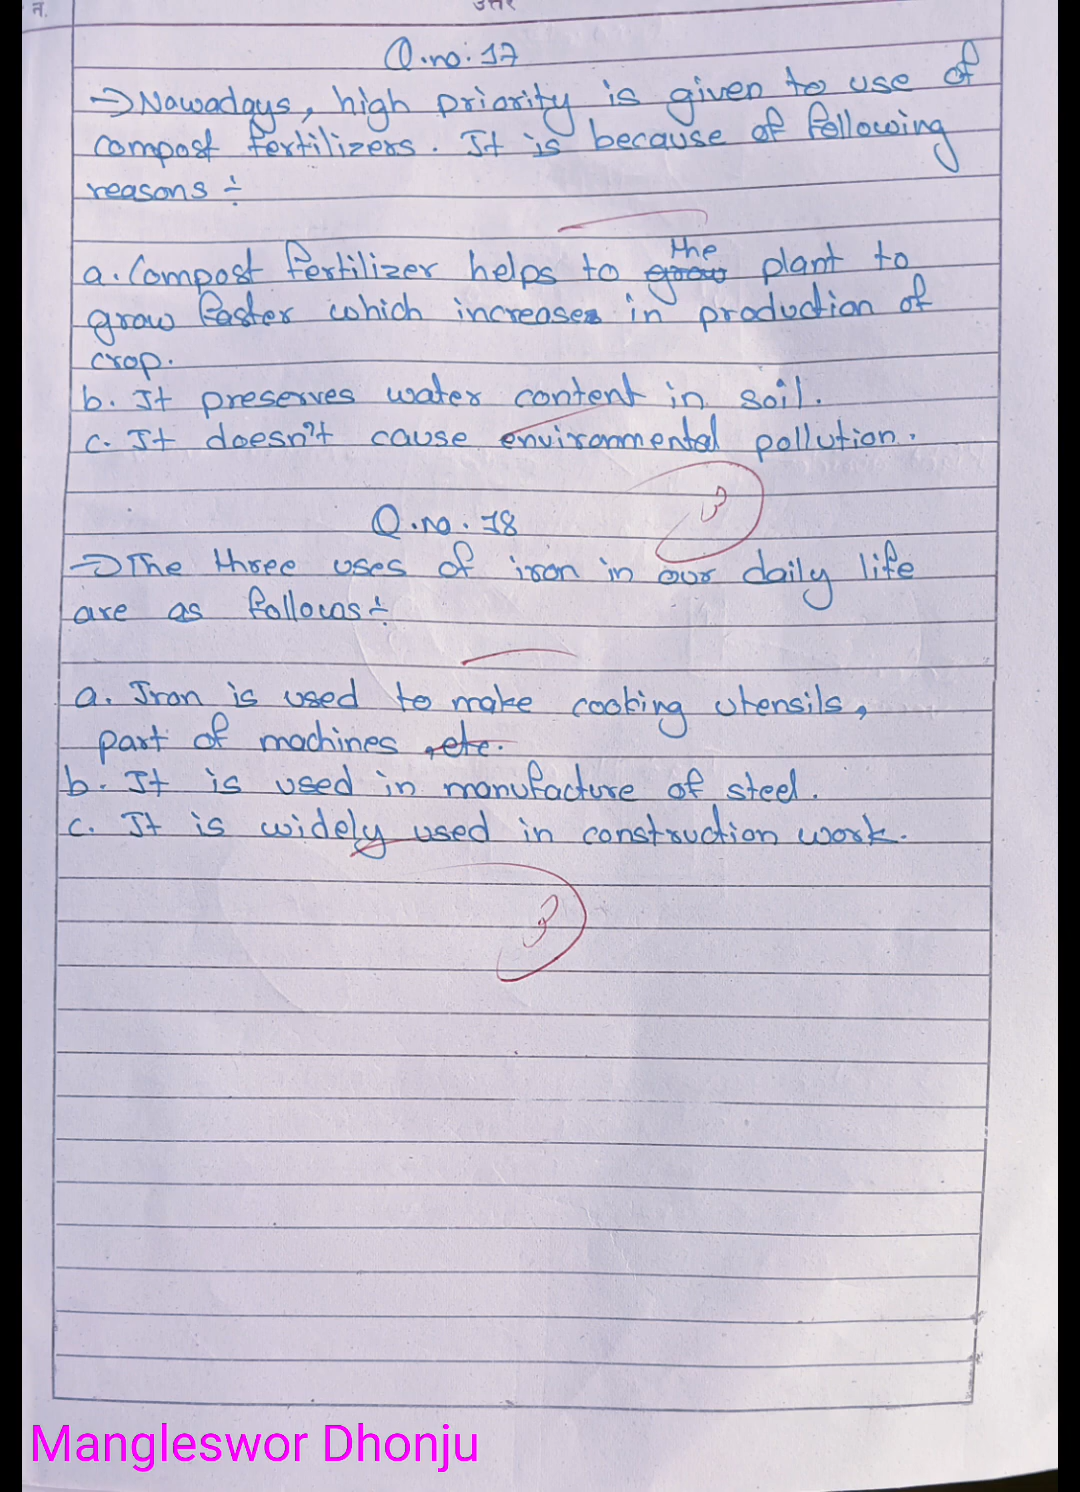 न.
उत्तर
Q.no. 17
→Nawadays, high priority is given to use of
compost fertilizers. It is because of following
reasons ÷
the
a. Compost fertilizer helps to grow plant to
grow faster which increases in production of
crop.
b. It preserves water content in soil.
c. It doesn't cause environmental pollution.
3
Q.no. 18
→The three uses of iron in our daily life
are as follows ÷
a. Iron is used to make cooking utensils,
part of machines, etc.
b. It is used in manufacture of steel.
c. It is widely used in construction work.
3
Mangleswor Dhonju